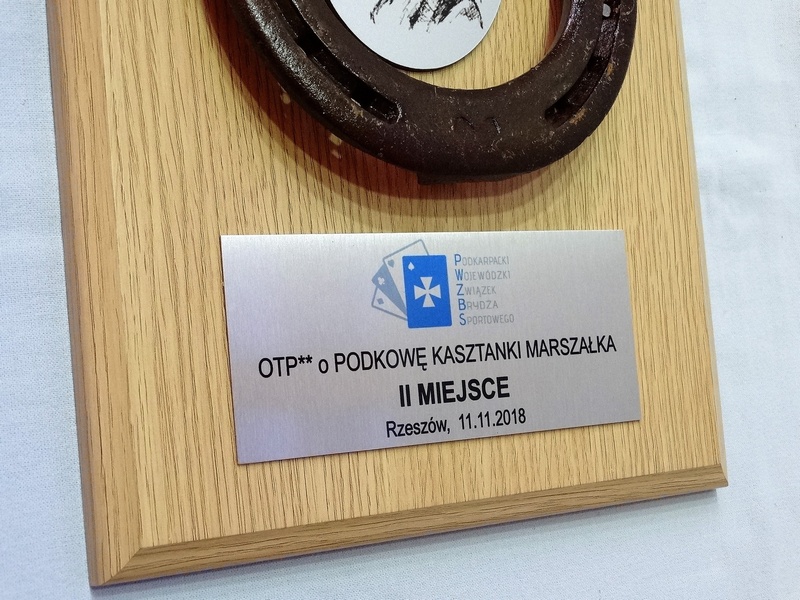 PODKARPACKI
WOJEWÓDZKI
ZWIĄZEK
BRYDŻA
SPORTOWEGO
OTP** o PODKOWĘ KASZTANKI MARSZAŁKA
II MIEJSCE
Rzeszów, 11.11.2018